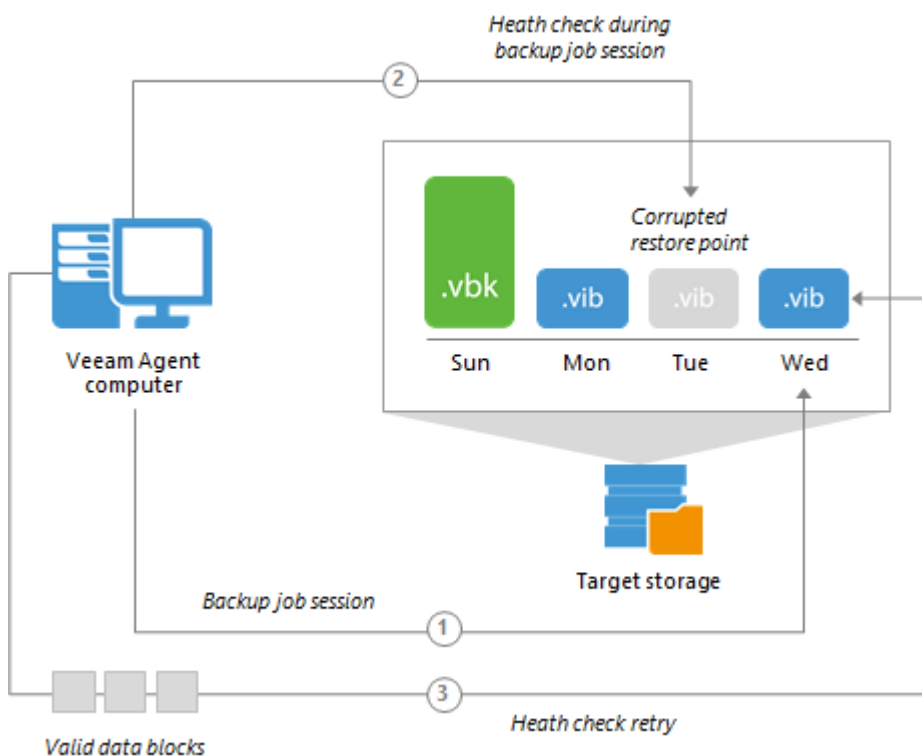 Heath check during
backup job session
2
Corrupted
restore point
.vbk
.vib
.vib
.vib
Sun
Mon
Tue
Wed
Veeam Agent
computer
Target storage
Backup job session
1
3
Heath check retry
Valid data blocks